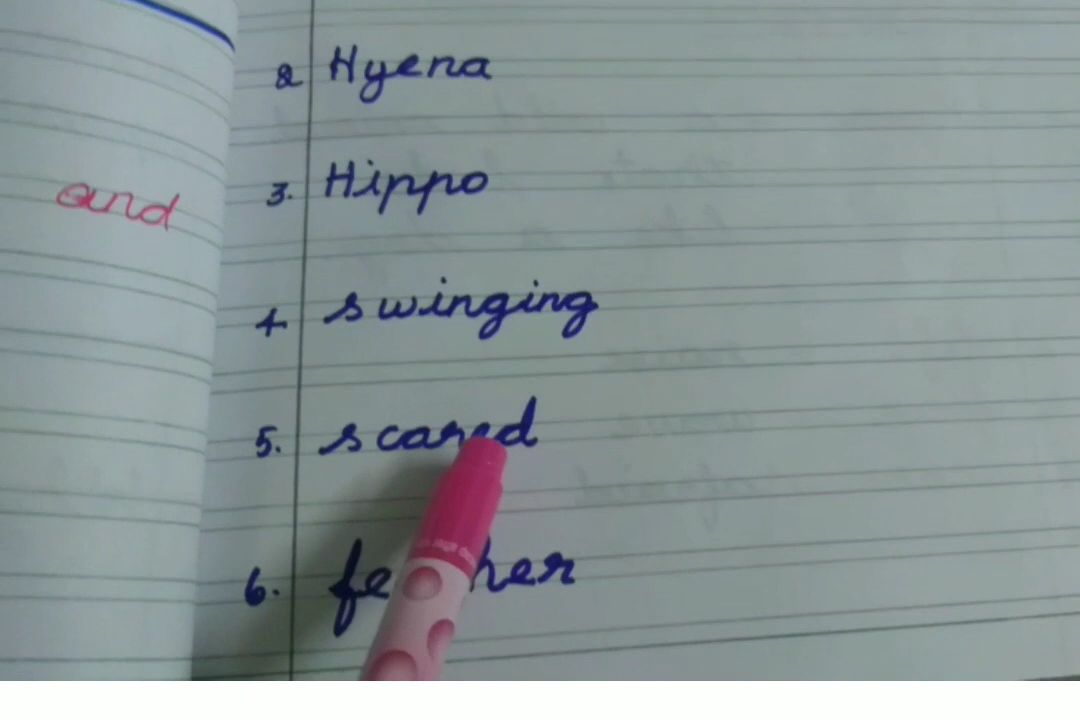 and
2. Hyena
3. Hippo
4. swinging
5. scared
6.